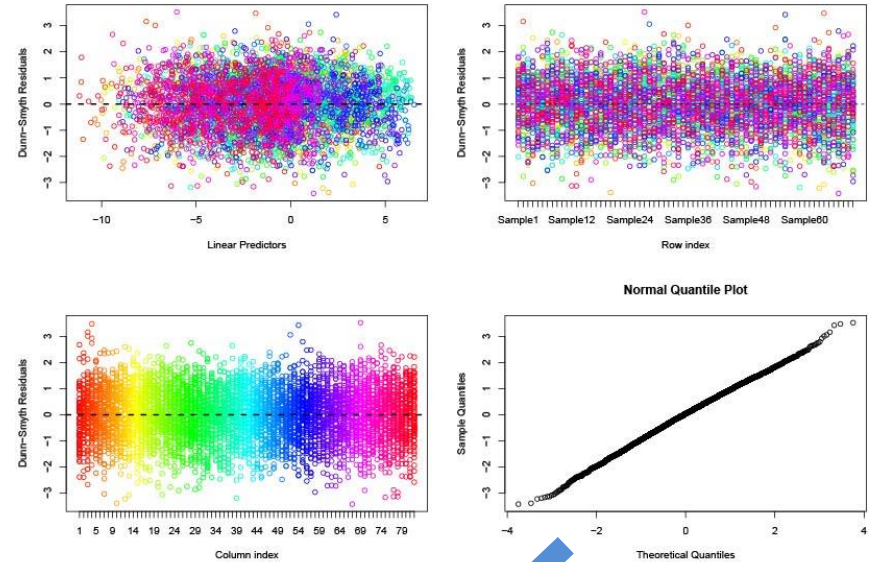 Dunn−Smyth Residuals
3
2
1
0
−1
−2
−3
−10 −5 0 5
Linear Predictors
Dunn−Smyth Residuals
3
2
1
0
−1
−2
−3
Sample1 Sample12 Sample24 Sample36 Sample48 Sample60
Row index
Dunn−Smyth Residuals
3
2
1
0
−1
−2
−3
1 5 9 14 19 24 29 34 39 44 49 54 59 64 69 74 79
Column index
Normal Quantile Plot
Sample Quantiles
3
2
1
0
−1
−2
−3
−4 −2 0 2 4
Theoretical Quantiles